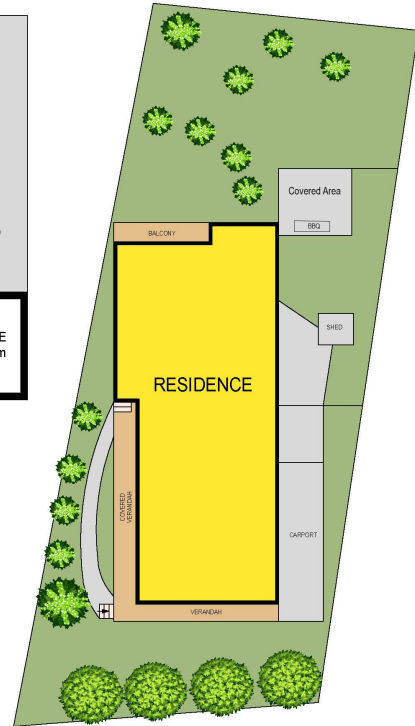 Covered Area
BBQ
BALCONY
SHED
E
m
RESIDENCE
COVERED
VERANDAH
CARPORT
VERANDAH